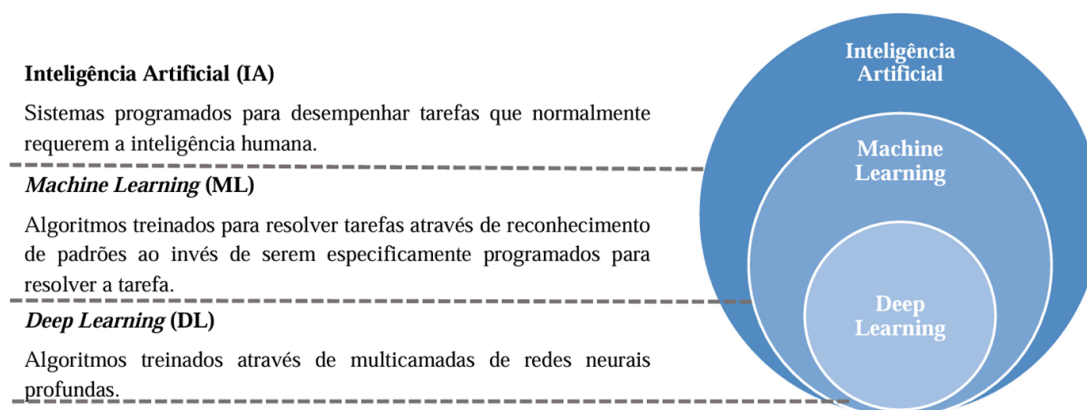 Inteligência Artificial (IA)
Sistemas programados para desempenhar tarefas que normalmente
requerem a inteligência humana.
Machine Learning (ML)
Algoritmos treinados para resolver tarefas através de reconhecimento
de padrões ao invés de serem especificamente programados para
resolver a tarefa.
Deep Learning (DL)
Algoritmos treinados através de multicamadas de redes neurais
profundas.
Inteligência
Artificial
Machine
Learning
Deep
Learning